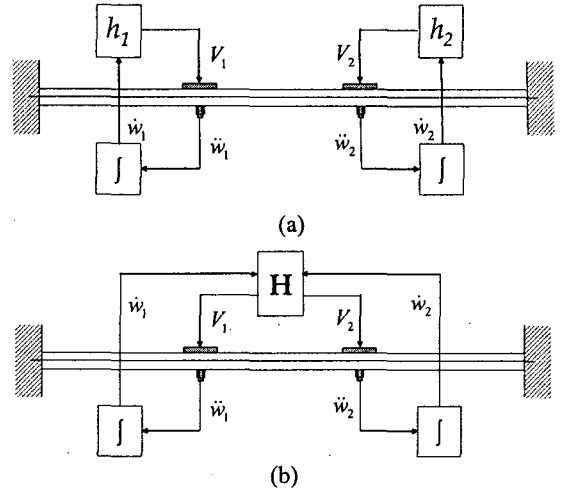 h₁ h₂
V₁ V₂
ẇ₁ ẅ₁ ẅ₂ ẇ₂
∫ ∫
(a)
H
ẇ₁ ẇ₂
V₁ V₂
ẅ₁ ẅ₂
∫ ∫
(b)